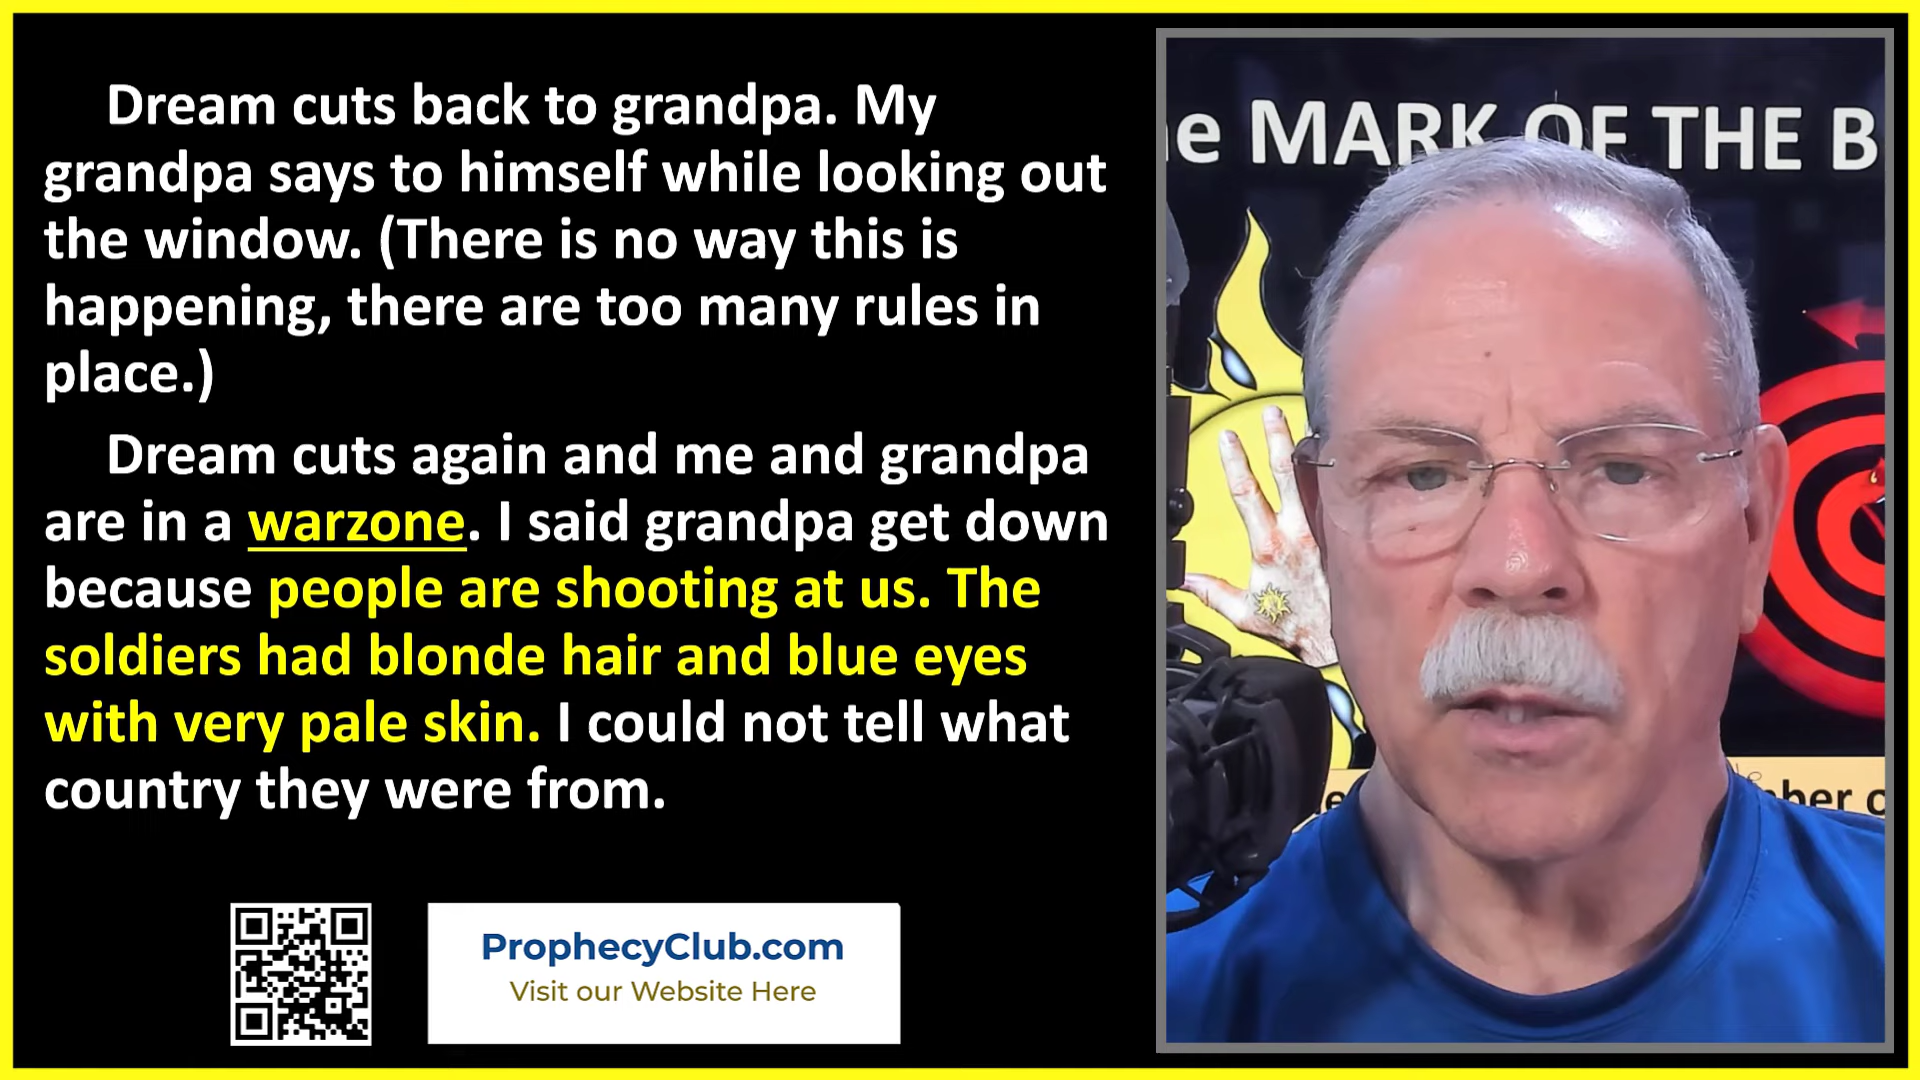 Dream cuts back to grandpa. My
grandpa says to himself while looking out
the window. (There is no way this is
happening, there are too many rules in
place.)
Dream cuts again and me and grandpa
are in a warzone. I said grandpa get down
because people are shooting at us. The
soldiers had blonde hair and blue eyes
with very pale skin. I could not tell what
country they were from.
ProphecyClub.com
Visit our Website Here
e MARK OF THE B